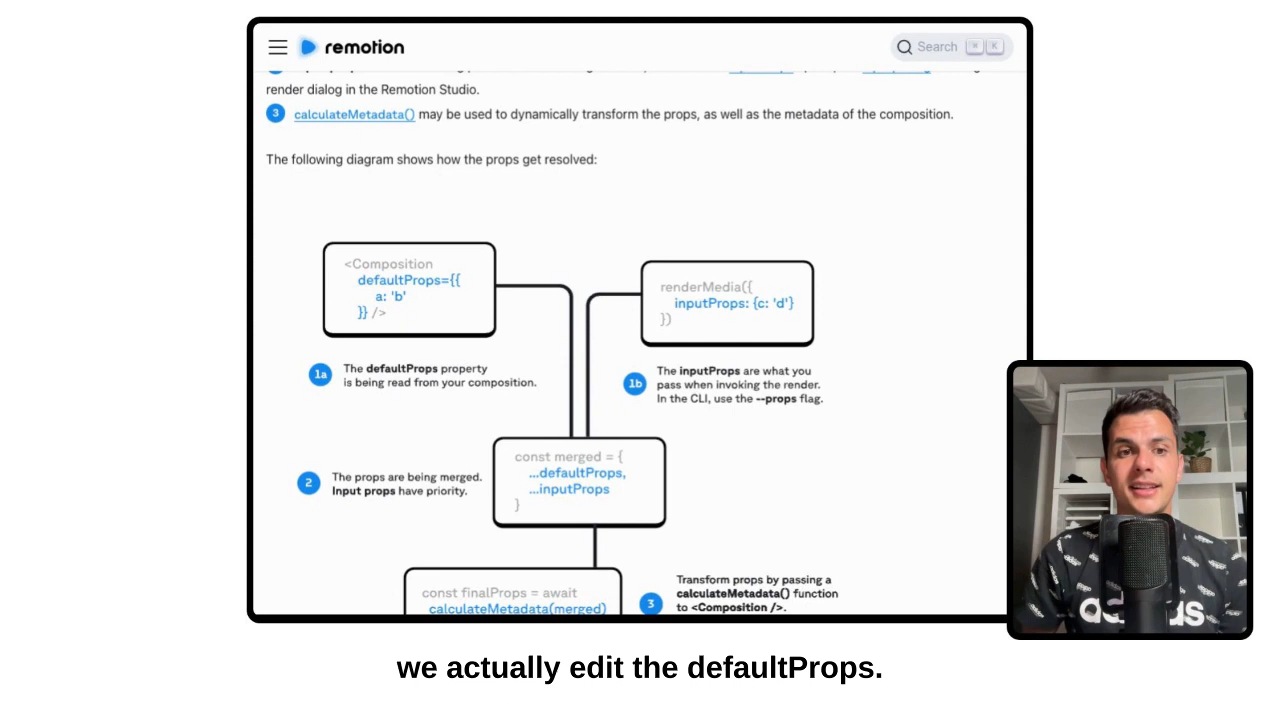 remotion
Search ⌘ K
render dialog in the Remotion Studio.
3 calculateMetadata() may be used to dynamically transform the props, as well as the metadata of the composition.
The following diagram shows how the props get resolved:
<Composition
defaultProps={{
a: 'b'
}} />
renderMedia({
inputProps: {c: 'd'}
})
1a The defaultProps property
is being read from your composition.
1b The inputProps are what you
pass when invoking the render.
In the CLI, use the --props flag.
2 The props are being merged.
Input props have priority.
const merged = {
...defaultProps,
...inputProps
}
const finalProps = await
calculateMetadata(merged)
3 Transform props by passing a
calculateMetadata() function
to <Composition />.
we actually edit the defaultProps.